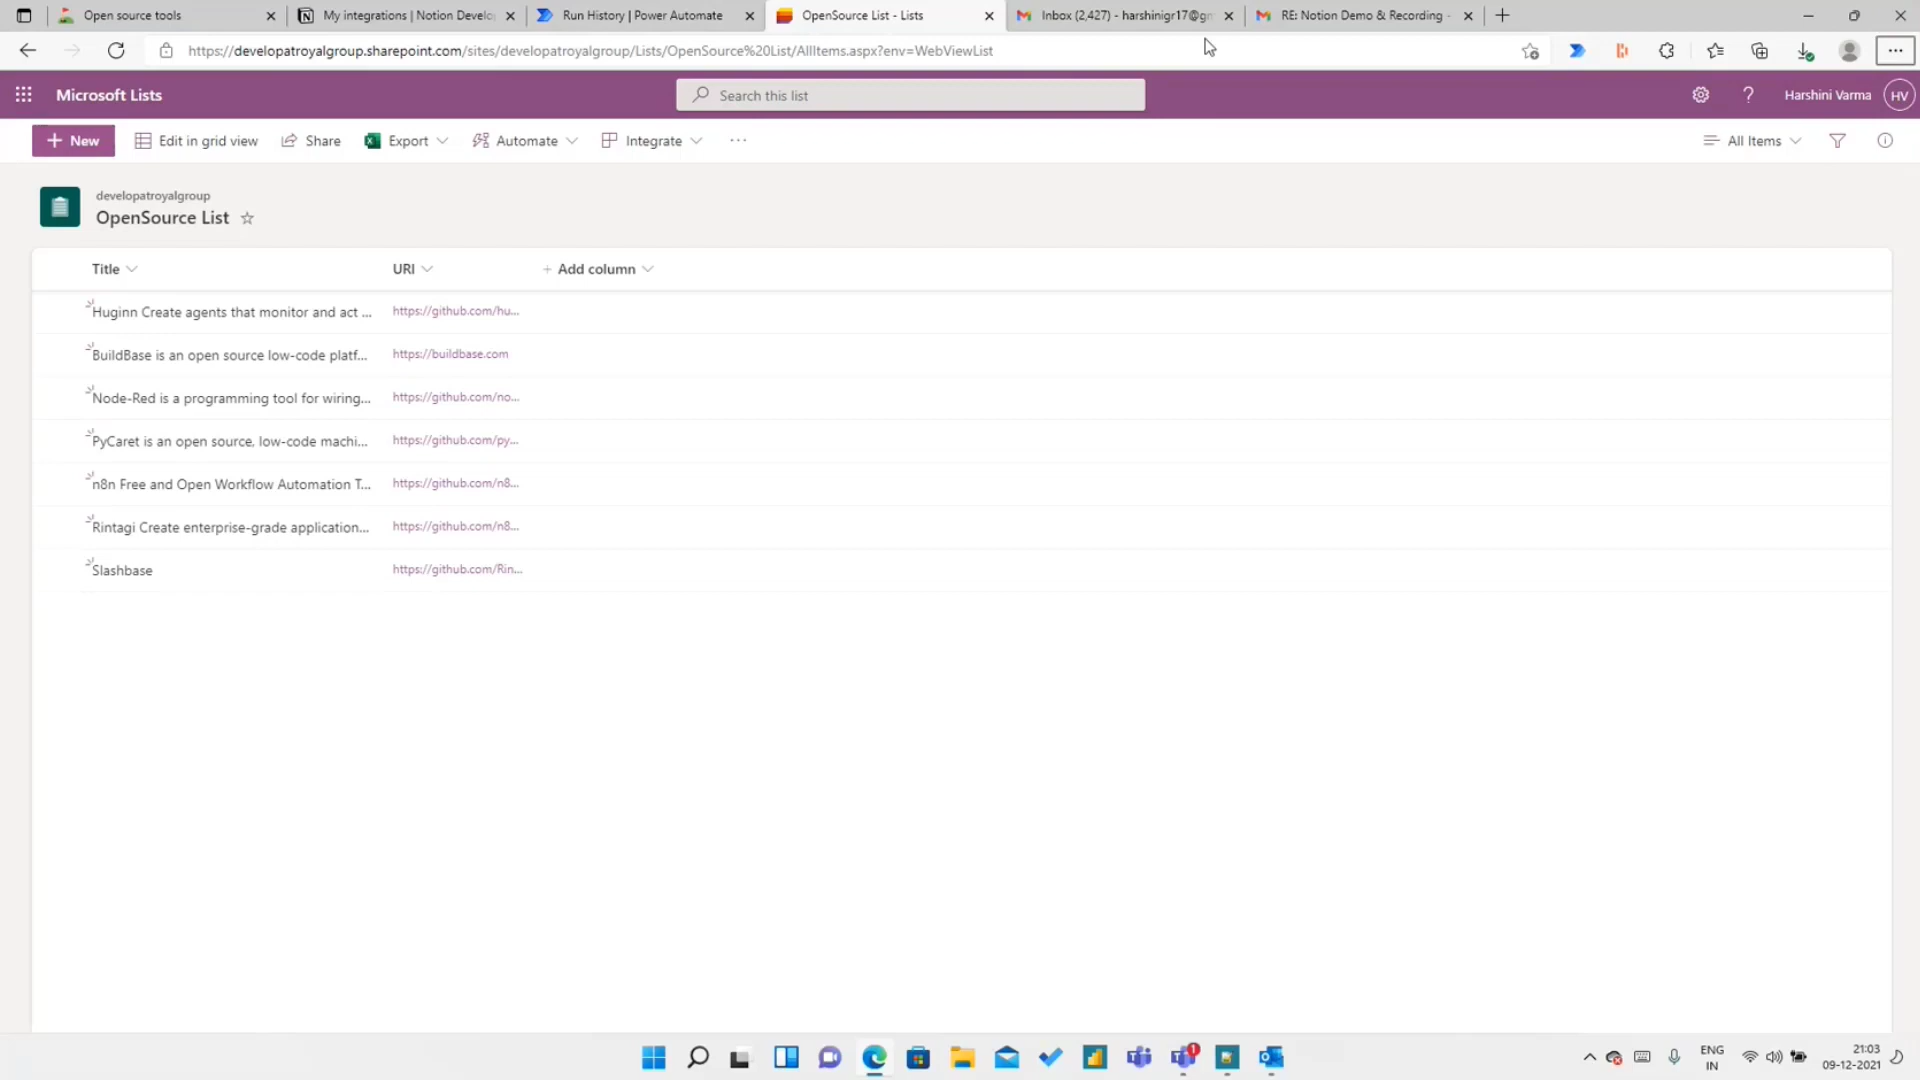 Open source tools
My integrations | Notion Develo
Run History | Power Automate
OpenSource List - Lists
Inbox (2,427) - harshinigr17@gm
RE: Notion Demo & Recording -
https://developatroyalgroup.sharepoint.com/sites/developatroyalgroup/Lists/OpenSource%20List/AllItems.aspx?env=WebViewList
Microsoft Lists
Search this list
Harshini Varma
HV
New
Edit in grid view
Share
Export
Automate
Integrate
All Items
developatroyalgroup
OpenSource List
Title
URI
Add column
Huginn Create agents that monitor and act ...
https://github.com/hu...
BuildBase is an open source low-code platf...
https://buildbase.com
Node-Red is a programming tool for wiring...
https://github.com/no...
PyCaret is an open source, low-code machi...
https://github.com/py...
n8n Free and Open Workflow Automation T...
https://github.com/n8...
Rintagi Create enterprise-grade application...
https://github.com/n8...
Slashbase
https://github.com/Rin...
1
ENG
IN
21:03
09-12-2021